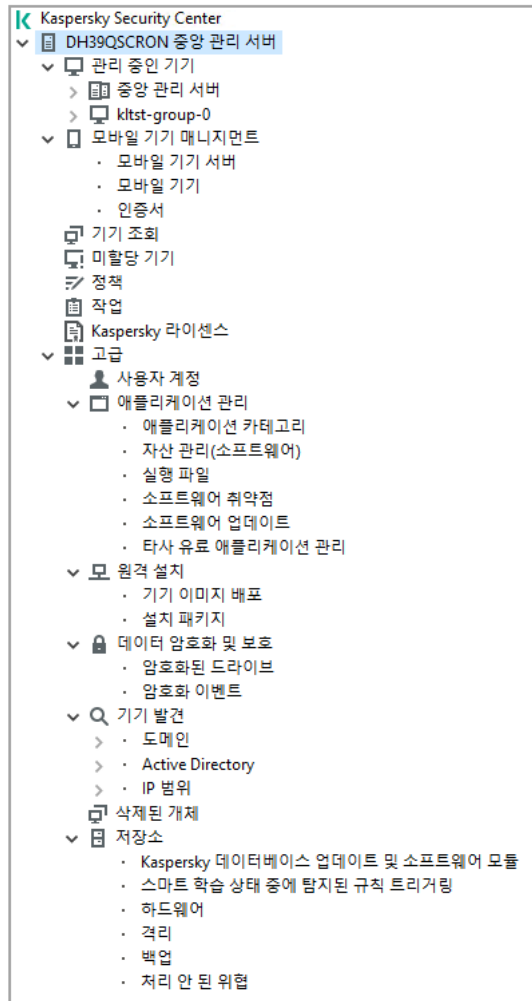 Kaspersky Security Center
DH39QSCRON 중앙 관리 서버
관리 중인 기기
중앙 관리 서버
kltst-group-0
모바일 기기 매니지먼트
모바일 기기 서버
모바일 기기
인증서
기기 조회
미할당 기기
정책
작업
Kaspersky 라이센스
고급
사용자 계정
애플리케이션 관리
애플리케이션 카테고리
자산 관리(소프트웨어)
실행 파일
소프트웨어 취약점
소프트웨어 업데이트
타사 유료 애플리케이션 관리
원격 설치
기기 이미지 배포
설치 패키지
데이터 암호화 및 보호
암호화된 드라이브
암호화 이벤트
기기 발견
도메인
Active Directory
IP 범위
삭제된 개체
저장소
Kaspersky 데이터베이스 업데이트 및 소프트웨어 모듈
스마트 학습 상태 중에 탐지된 규칙 트리거링
하드웨어
격리
백업
처리 안 된 위협